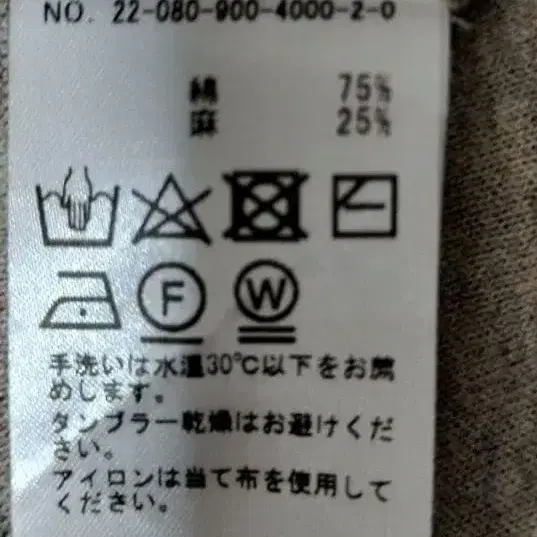 NO. 22-080-900-4000-2-0
綿 75%
麻 25%
F W
手洗いは水温30℃以下をお薦
めします。
タンブラー乾燥はお避けくだ
さい。
アイロンは当て布を使用して
ください。